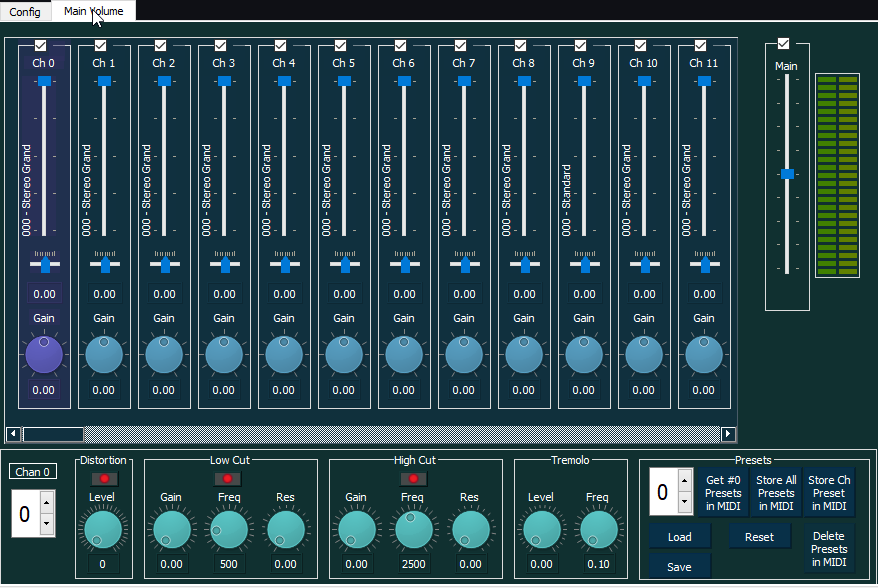 Config Main Volume
Ch 0 Ch 1 Ch 2 Ch 3 Ch 4 Ch 5 Ch 6 Ch 7 Ch 8 Ch 9 Ch 10 Ch 11 Main
000 - Stereo Grand
000 - Stereo Grand
000 - Stereo Grand
000 - Stereo Grand
000 - Stereo Grand
000 - Stereo Grand
000 - Stereo Grand
000 - Stereo Grand
000 - Stereo Grand
000 - Standard
000 - Stereo Grand
000 - Stereo Grand
0.00 0.00 0.00 0.00 0.00 0.00 0.00 0.00 0.00 0.00 0.00 0.00
Gain Gain Gain Gain Gain Gain Gain Gain Gain Gain Gain Gain
0.00 0.00 0.00 0.00 0.00 0.00 0.00 0.00 0.00 0.00 0.00 0.00
Chan 0
0
Distortion
Level
0
Low Cut
Gain Freq Res
0.00 500 0.00
High Cut
Gain Freq Res
0.00 2500 0.00
Tremolo
Level Freq
0.00 0.10
Presets
0
Get #0
Presets
in MIDI
Store All
Presets
in MIDI
Store Ch
Preset
in MIDI
Load
Reset
Delete
Presets
in MIDI
Save